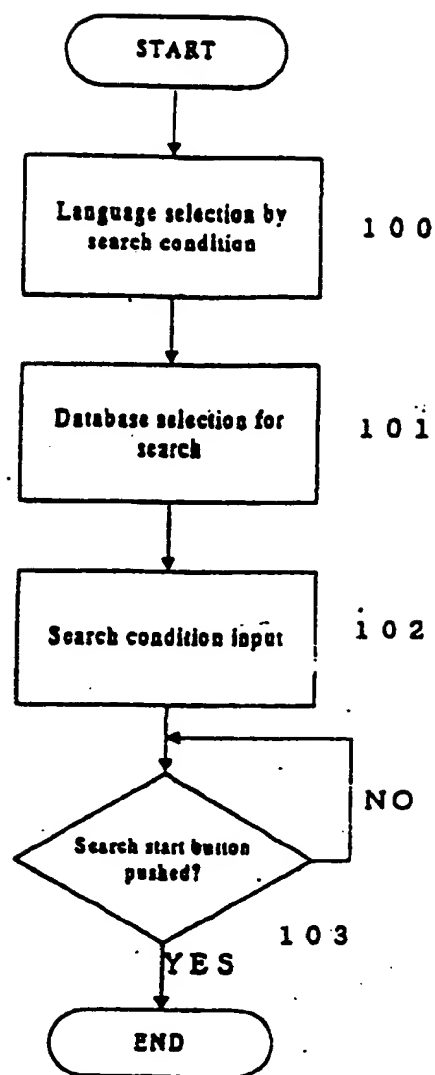 START
Language selection by
search condition
100
Database selection for
search
101
Search condition input
102
NO
Search start button
pushed?
103
YES
END